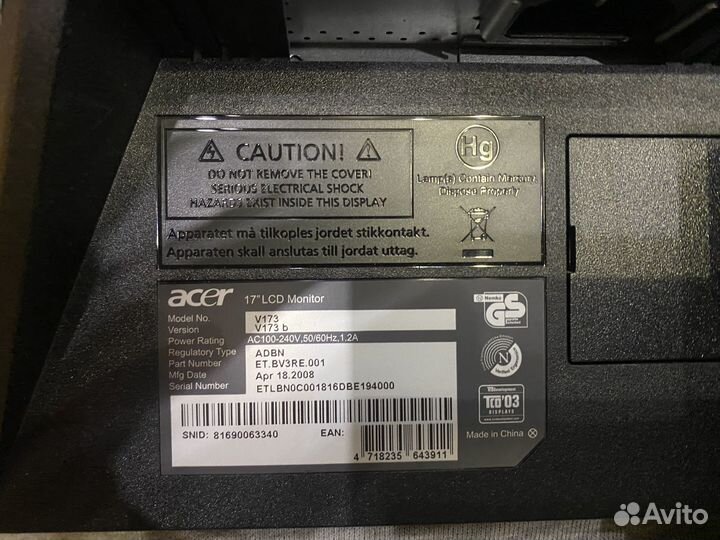 CAUTION!
DO NOT REMOVE THE COVER!
SERIOUS ELECTRICAL SHOCK
HAZARDS EXIST INSIDE THIS DISPLAY
Hg
Lamp(s) Contain Mercury,
Dispose Properly
Apparatet må tilkoples jordet stikkontakt.
Apparaten skall anslutas till jordat uttag.
acer 17"LCD Monitor
Model No. V173
Version V173 b
Power Rating AC100-240V,50/60Hz,1.2A
Regulatory Type ADBN
ET.BV3RE.001
Mfg Date Apr 18.2008
Serial Number ETLBN0C001816DBE194000
SNID: 81690063340 EAN:
4 718235 643911
Nemko GS
N
Development
TCO'03
DISPLAYS
Made in China
Avito